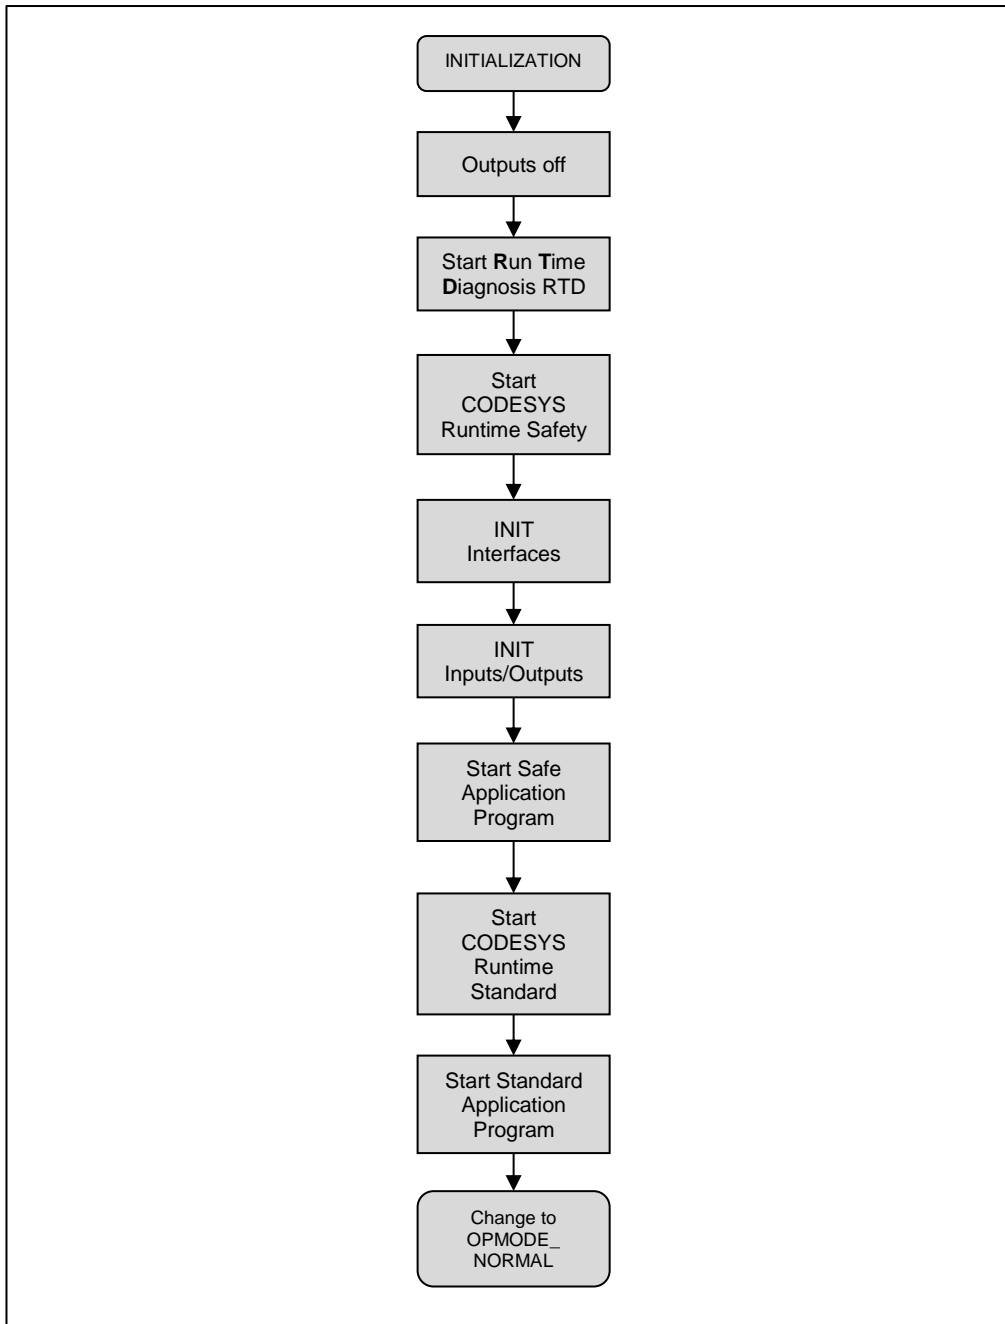 INITIALIZATION
Outputs off
Start Run Time
Diagnosis RTD
Start
CODESYS
Runtime Safety
INIT
Interfaces
INIT
Inputs/Outputs
Start Safe
Application
Program
Start
CODESYS
Runtime
Standard
Start Standard
Application
Program
Change to
OPMODE_
NORMAL